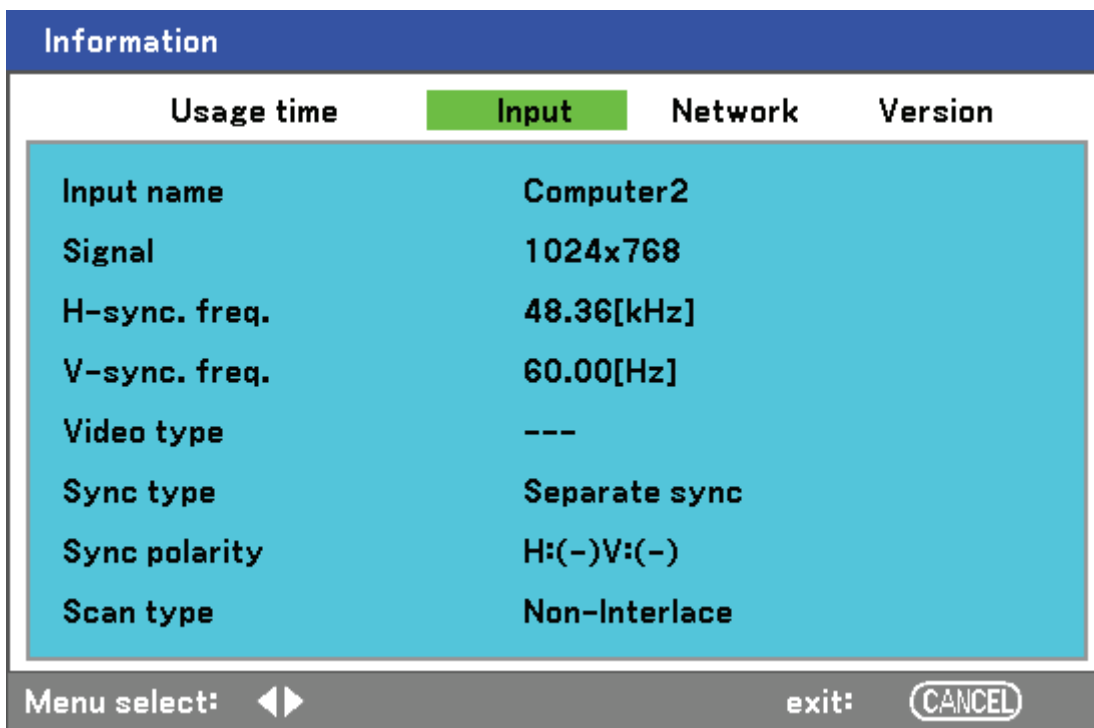 Information
Usage time Input Network Version
Input name Computer2
Signal 1024x768
H-sync. freq. 48.36[kHz]
V-sync. freq. 60.00[Hz]
Video type ---
Sync type Separate sync
Sync polarity H:(-)V:(-)
Scan type Non-Interlace
Menu select: ◀▶ exit: CANCEL